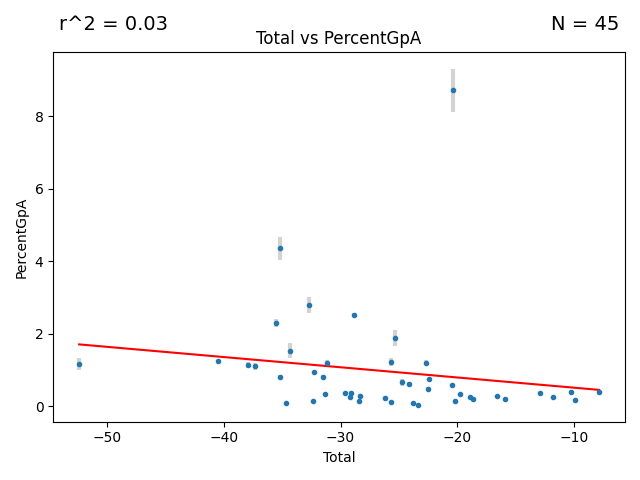 r^2 = 0.03
N = 45
Total vs PercentGpA
PercentGpA
8
6
4
2
0
−50
−40
−30
−20
−10
Total